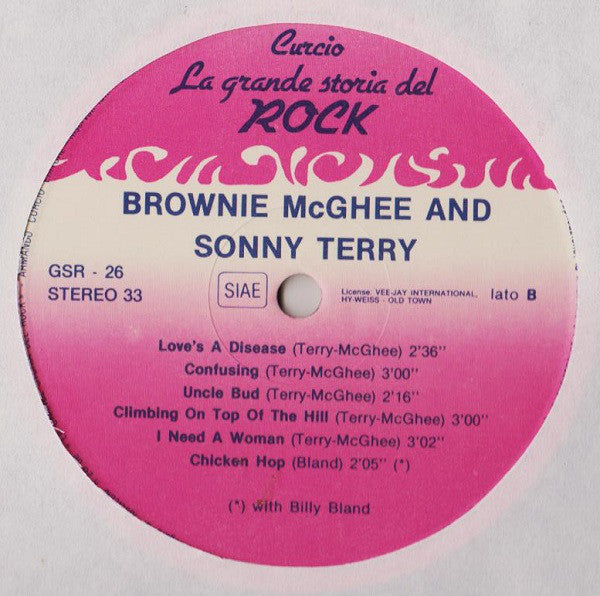 Curcio
La grande storia del
ROCK
BROWNIE McGHEE AND
SONNY TERRY
GSR - 26
STEREO 33
SIAE
License: VEE-JAY INTERNATIONAL,
HY-WEISS - OLD TOWN
lato B
Love's A Disease (Terry-McGhee) 2'36"
Confusing (Terry-McGhee) 3'00"
Uncle Bud (Terry-McGhee) 2'16"
Climbing On Top Of The Hill (Terry-McGhee) 3'00"
I Need A Woman (Terry-McGhee) 3'02"
Chicken Hop (Bland) 2'05" (*)
(*) with Billy Bland
ARMANDO CURCIO